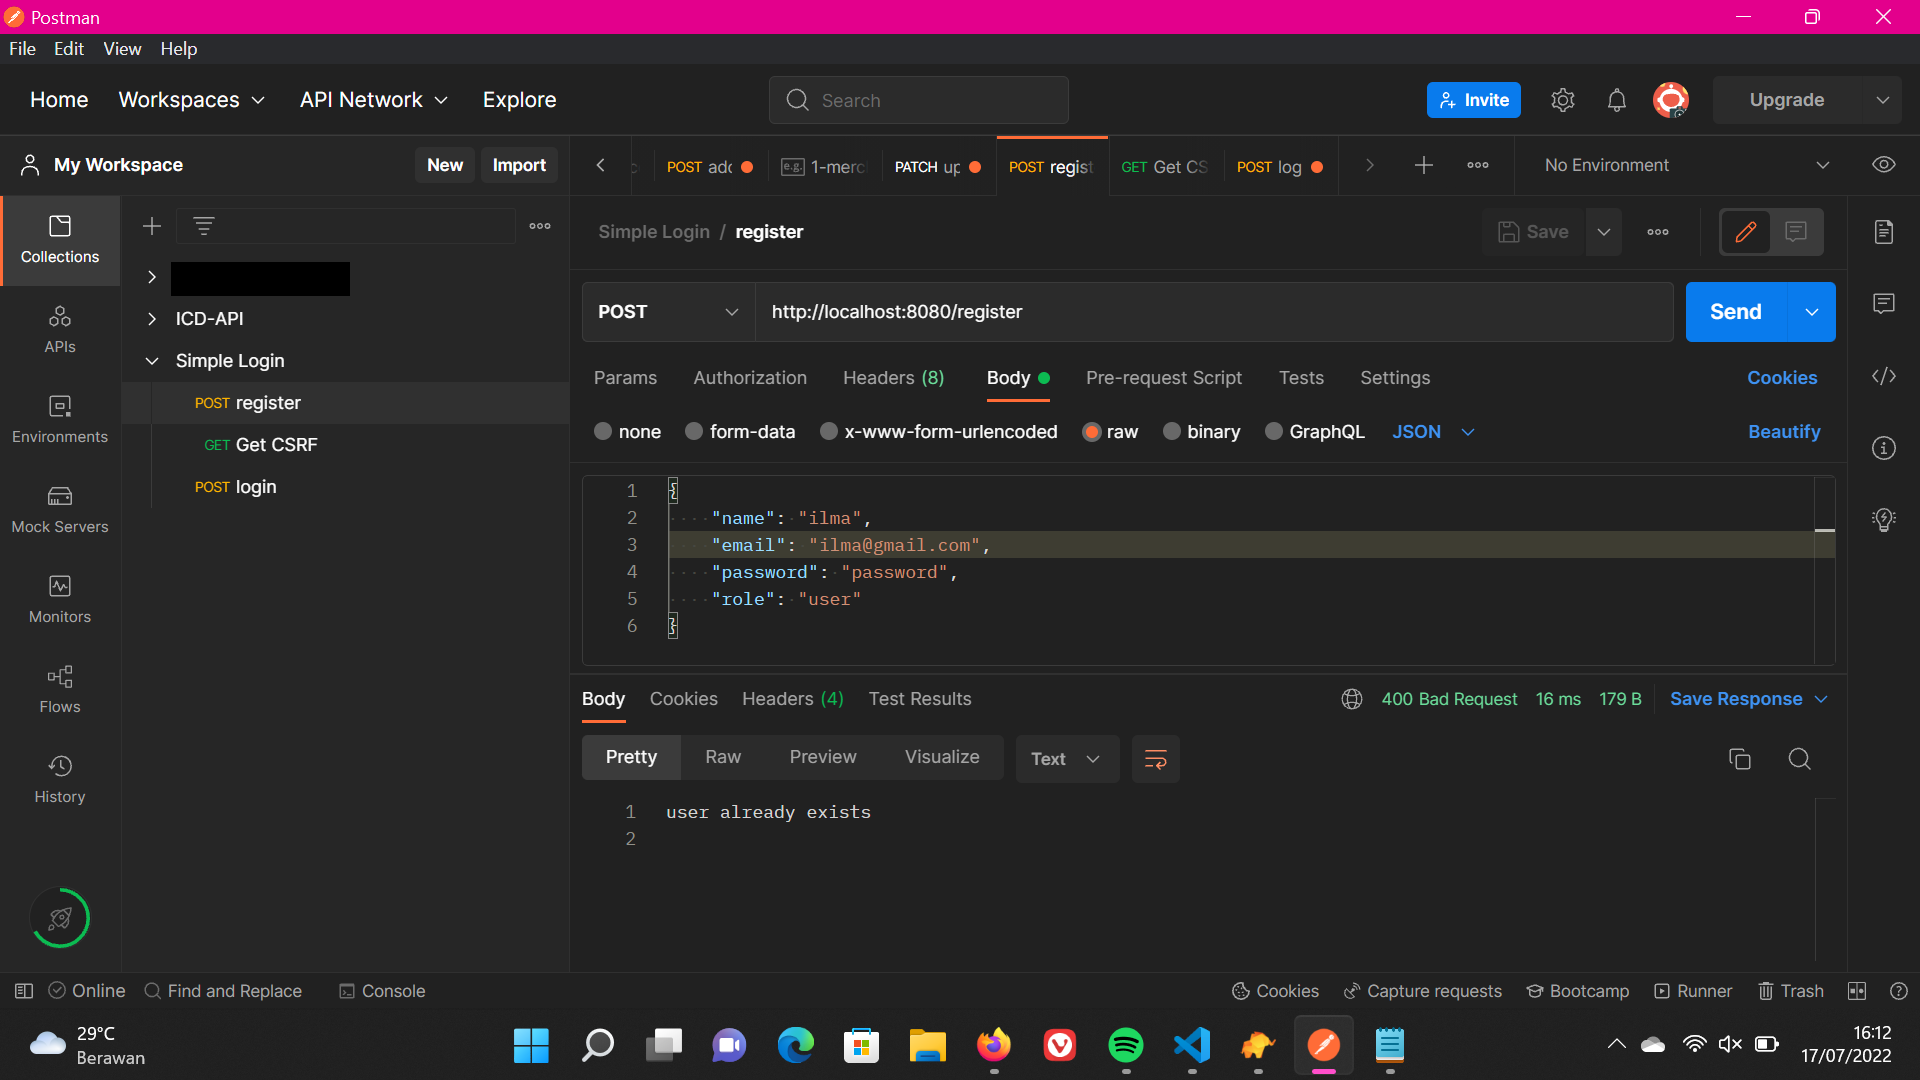 Postman
File Edit View Help
Home Workspaces API Network Explore Search Invite Upgrade
My Workspace New Import
POST adc e.g. 1-merc PATCH up POST regist GET Get CS POST log No Environment
Collections
APIs
Environments
Mock Servers
Monitors
Flows
History
ICD-API
Simple Login
POST register
GET Get CSRF
POST login
Simple Login / register Save
POST http://localhost:8080/register Send
Params Authorization Headers (8) Body Pre-request Script Tests Settings Cookies
none form-data x-www-form-urlencoded raw binary GraphQL JSON Beautify
1 {
2 "name": "ilma",
3 "email": "ilma@gmail.com",
4 "password": "password",
5 "role": "user"
6 }
Body Cookies Headers (4) Test Results 400 Bad Request 16 ms 179 B Save Response
Pretty Raw Preview Visualize Text
1 user already exists
2
Online Find and Replace Console Cookies Capture requests Bootcamp Runner Trash
29°C
Berawan
16:12
17/07/2022